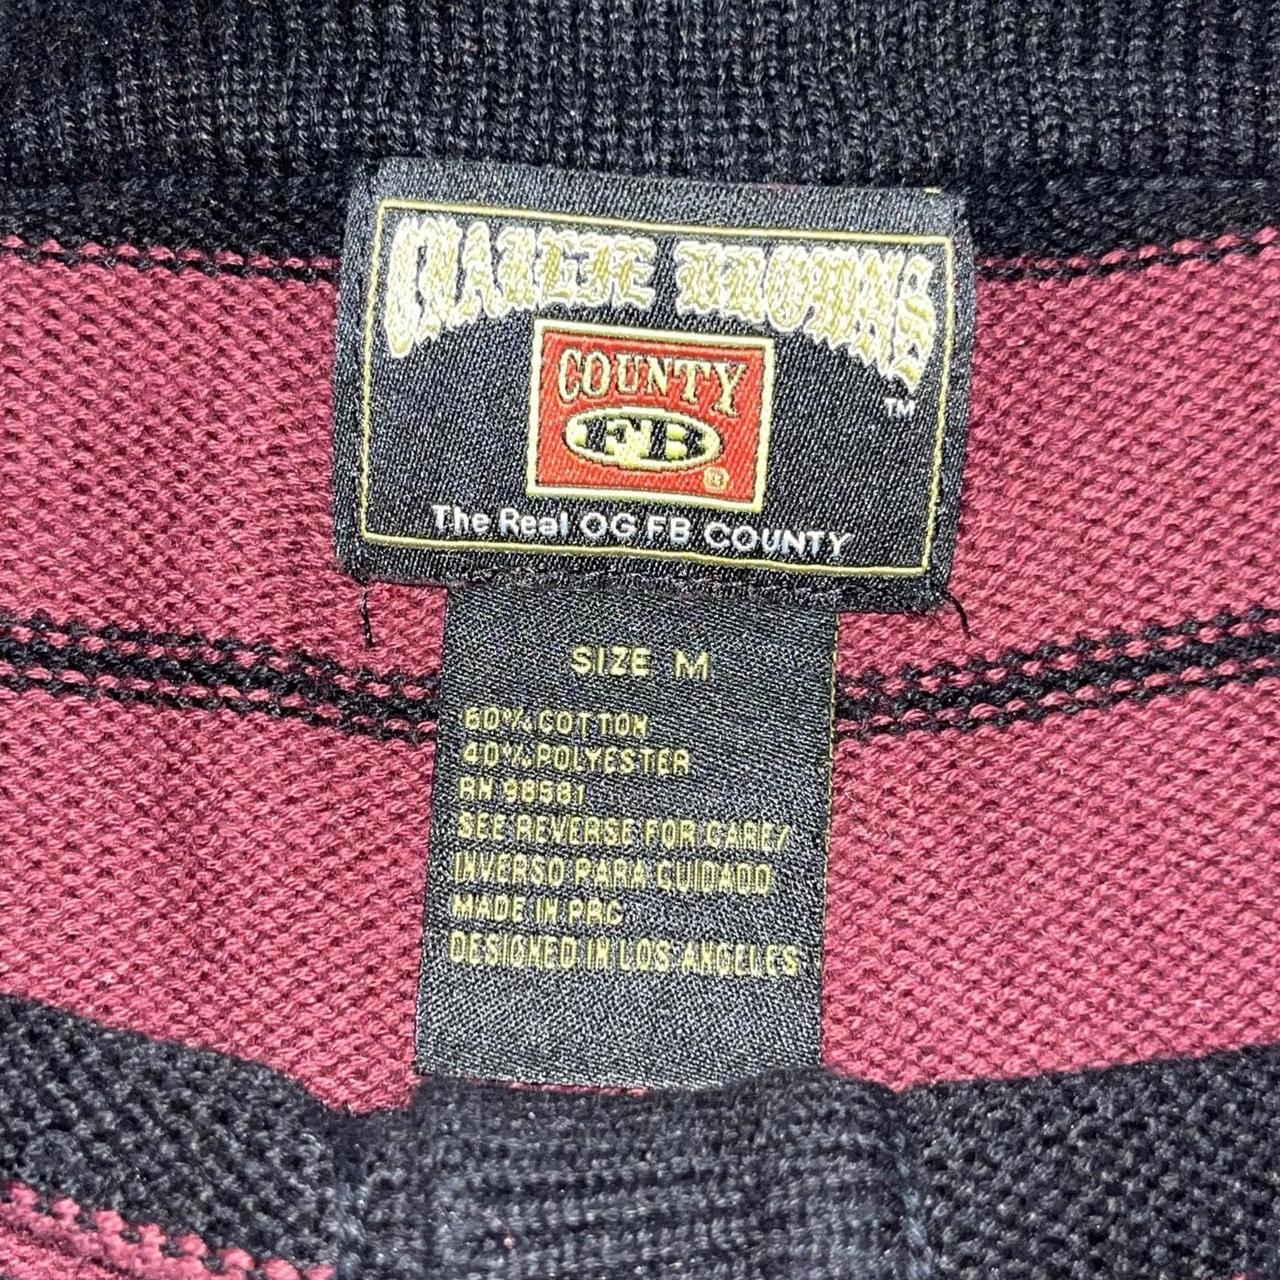 CHARLIE BROWNS
TM
COUNTY
FB
®
The Real OG FB COUNTY
SIZE M
60% COTTON
40% POLYESTER
RN 98581
SEE REVERSE FOR CARE/
INVERSO PARA CUIDADO
MADE IN PRC
DESIGNED IN LOS ANGELES